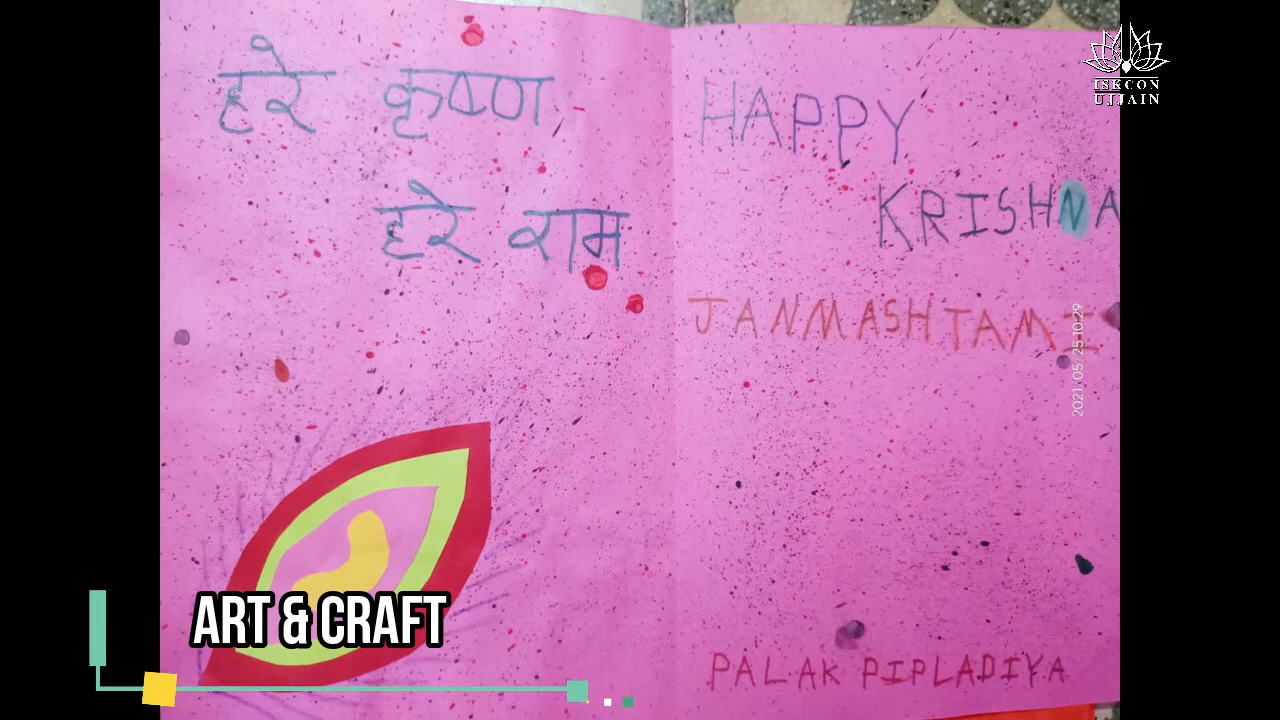 हरे कृष्ण
हरे राम
HAPPY
KRISHNA
JANMASHTAMI
PALAK PIPLADIYA
2021/05/25 10:29
ISKCON
UJJAIN
ART & CRAFT